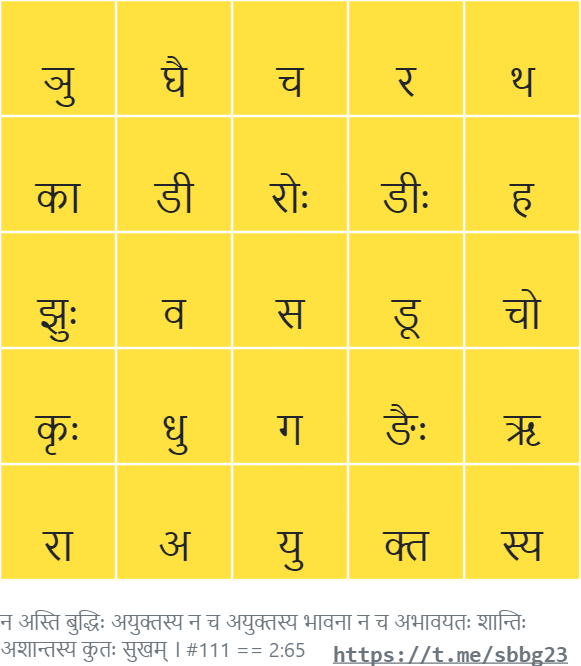 ञु घै च र थ
का डी रोः डीः ह
झुः व स डू चो
कृः धु ग ङैः ऋ
रा अ यु क्त स्य
न अस्ति बुद्धिः अयुक्तस्य न च अयुक्तस्य भावना न च अभावयतः शान्तिः
अशान्तस्य कुतः सुखम् । #111 == 2:65 https://t.me/sbbg23